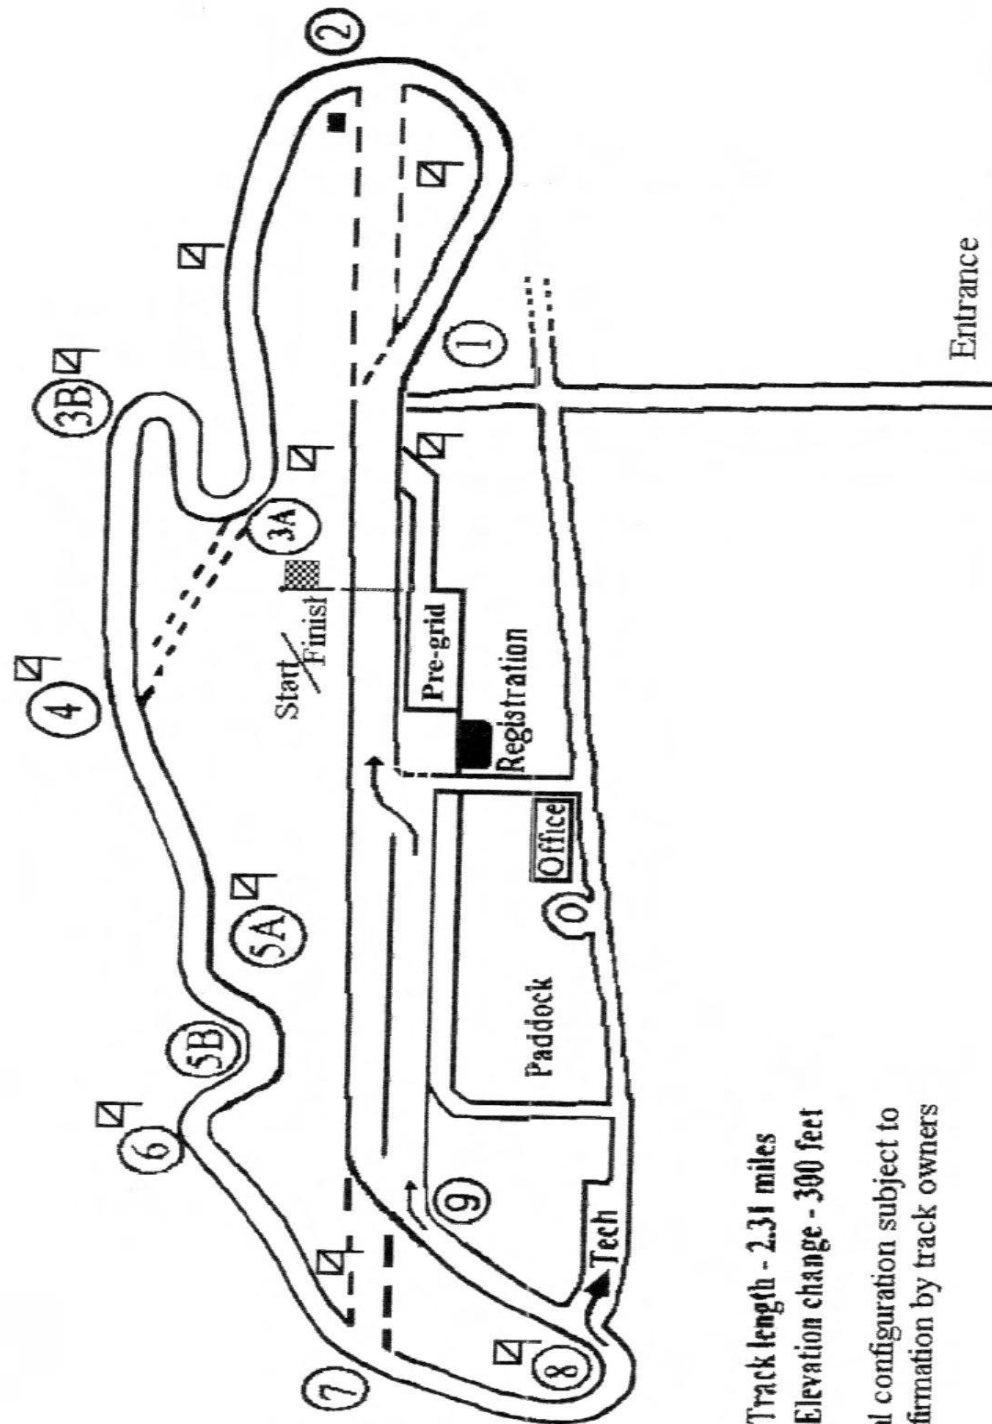 2
3B
1
3A
4
Start
Finish
Pre-grid
Registration
Office
5A
5B
6
Paddock
9
Tech
7
8
Entrance
Track length - 2.31 miles
Elevation change - 300 feet
al configuration subject to
firmation by track owners